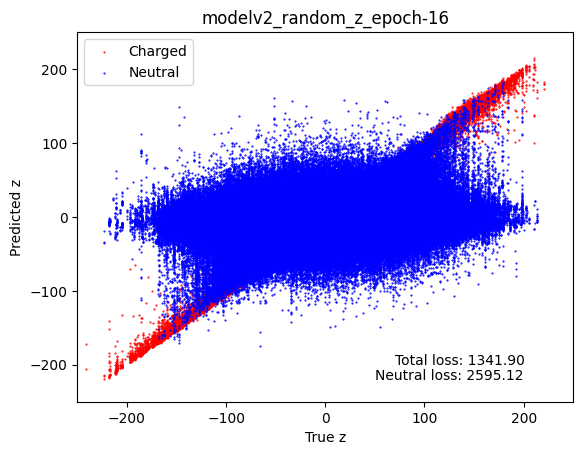 modelv2_random_z_epoch-16
Charged
Neutral
Predicted z
200
100
0
−100
−200
Total loss: 1341.90
Neutral loss: 2595.12
−200
−100
0
100
200
True z